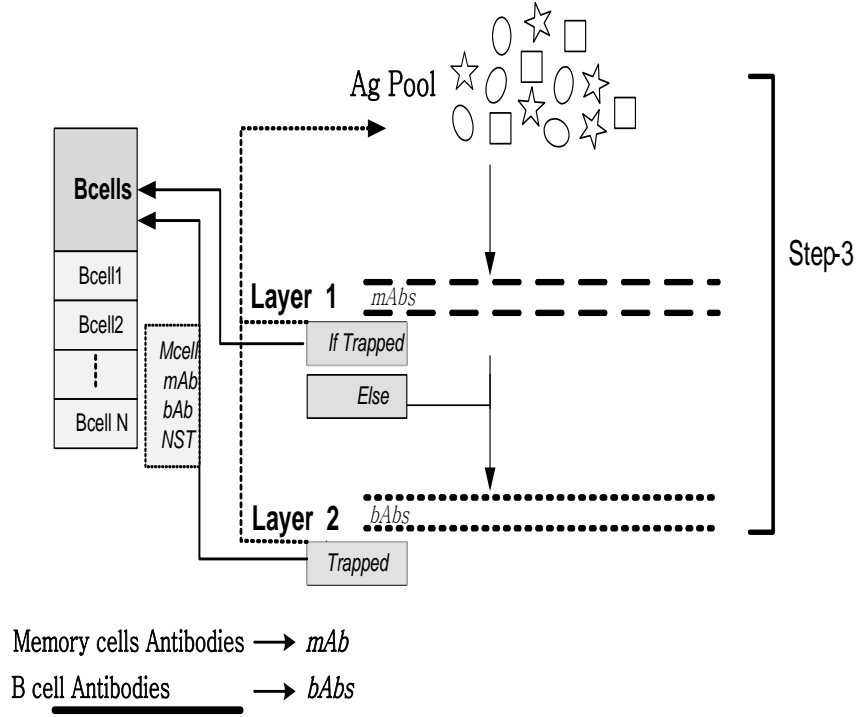 Ag Pool
Bcells
Step-3
Bcell1
Layer 1
mAbs
Bcell2
If Trapped
Mcell
mAb
bAb
NST
Else
Bcell N
Layer 2
bAbs
Trapped
Memory cells Antibodies → mAb
B cell Antibodies → bAbs